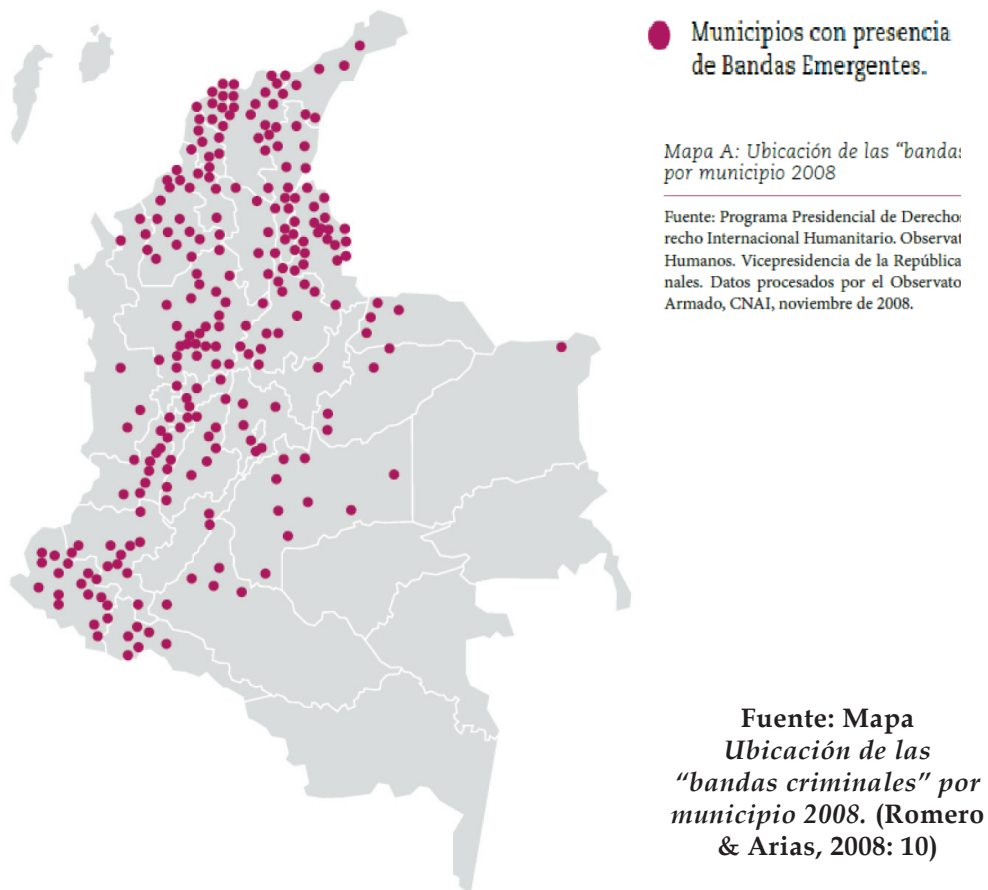 Municipios con presencia
de Bandas Emergentes.
Mapa A: Ubicación de las “bandas
por municipio 2008
Fuente: Programa Presidencial de Derechos
recho Internacional Humanitario. Observat
Humanos. Vicepresidencia de la República
nales. Datos procesados por el Observato
Armado, CNAI, noviembre de 2008.
Fuente: Mapa
Ubicación de las
“bandas criminales” por
municipio 2008. (Romero
& Arias, 2008: 10)